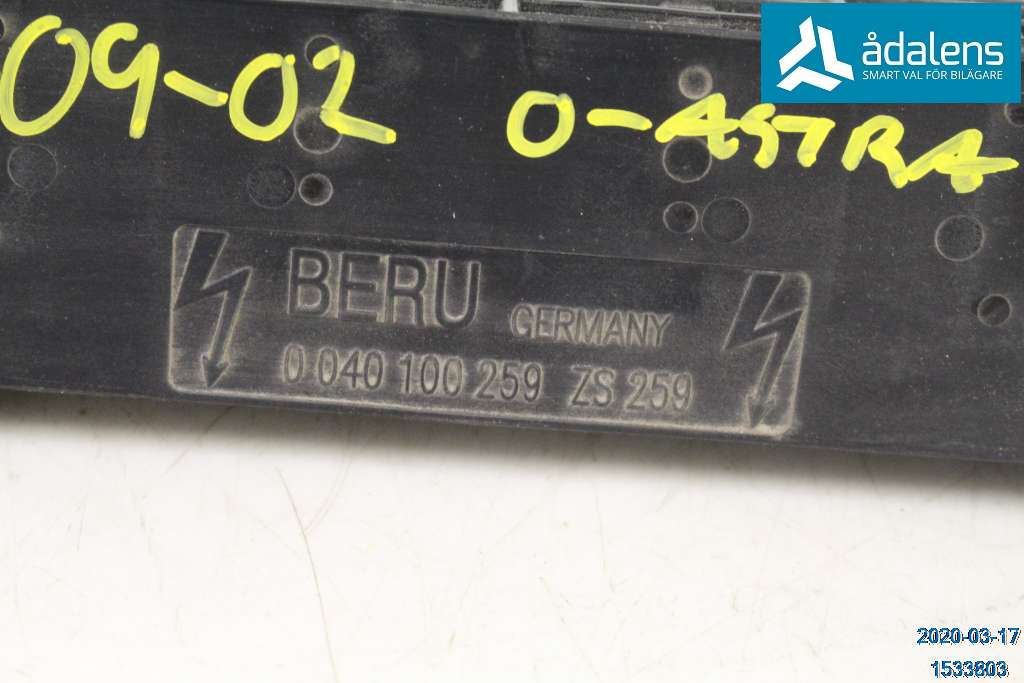 ådalens
SMART VAL FÖR BILÄGARE
09-02 O-ASTRA
BERU GERMANY
0 040 100 259 ZS 259
2020-03-17
1533803